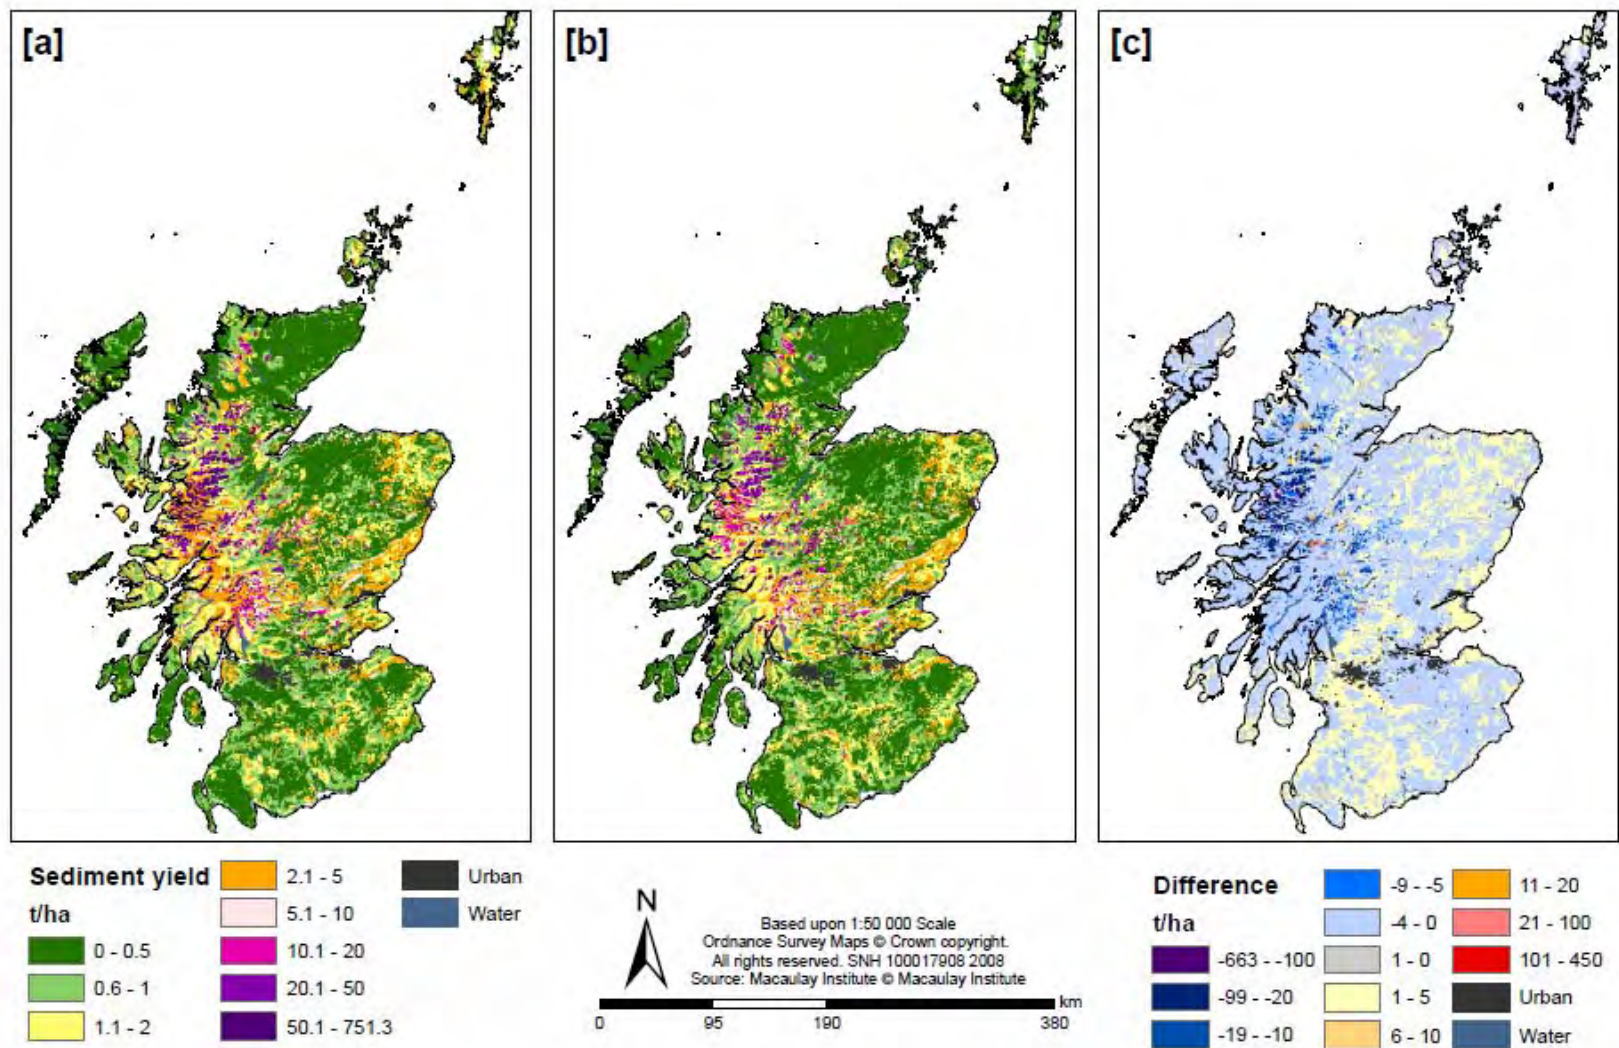 [a]
[b]
[c]
Sediment yield
t/ha
0 - 0.5
0.6 - 1
1.1 - 2
2.1 - 5
5.1 - 10
10.1 - 20
20.1 - 50
50.1 - 751.3
Urban
Water
N
Based upon 1:50 000 Scale
Ordnance Survey Maps © Crown copyright.
All rights reserved. SNH 100017908 2008
Source: Macaulay Institute © Macaulay Institute
km
0 95 190 380
Difference
t/ha
-663 - -100
-99 - -20
-19 - -10
-9 - -5
-4 - 0
1 - 0
1 - 5
6 - 10
11 - 20
21 - 100
101 - 450
Urban
Water